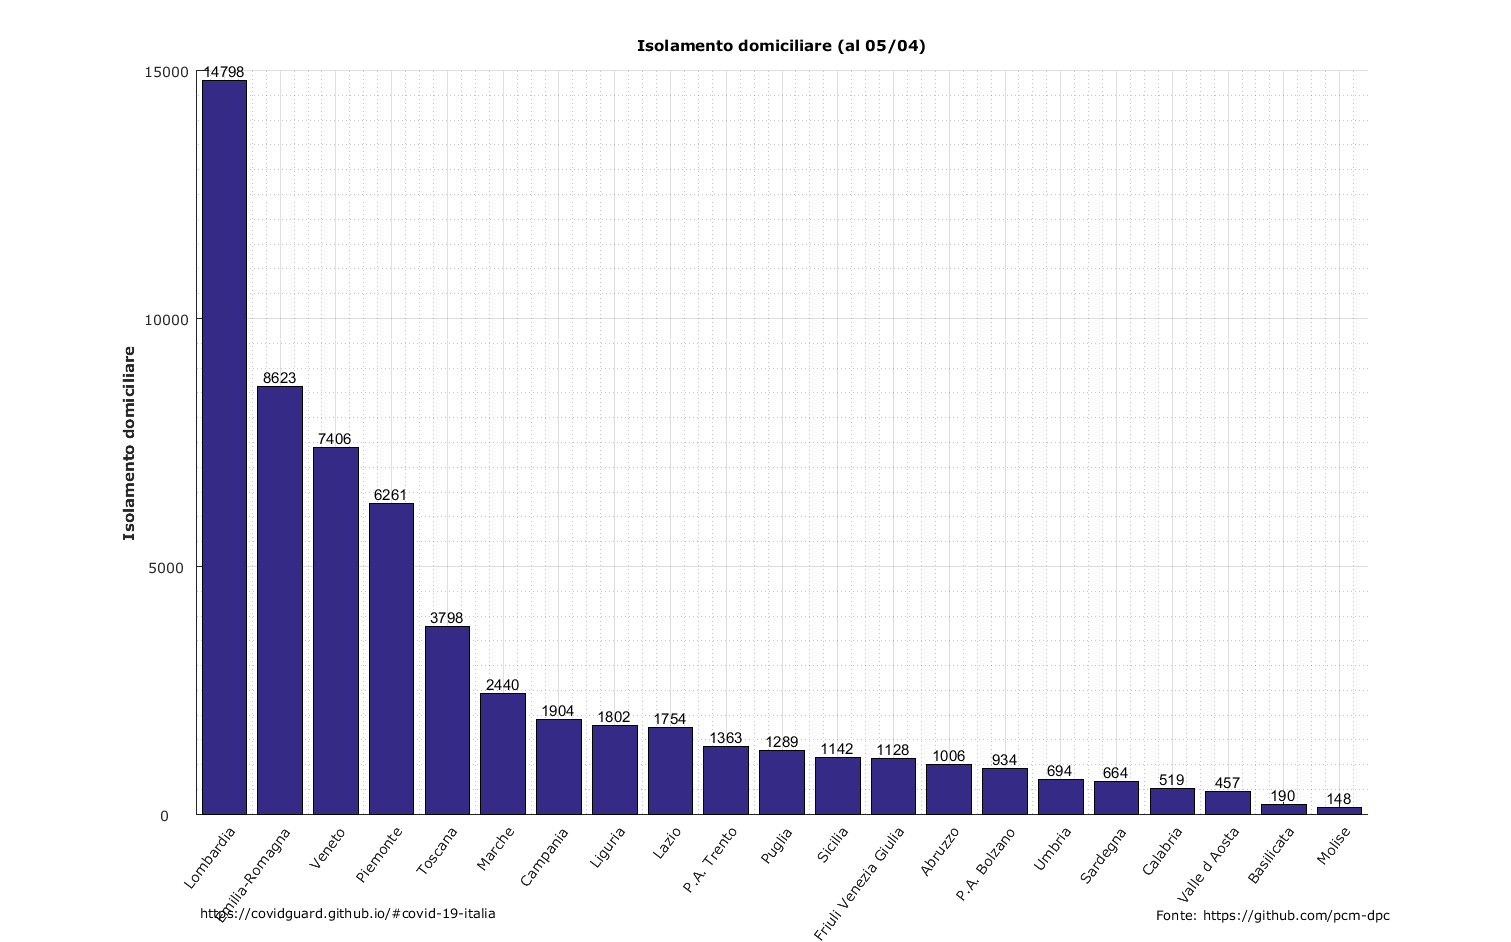 Isolamento domiciliare (al 05/04)
Isolamento domiciliare
15000
10000
5000
0
14798
8623
7406
6261
3798
2440
1904
1802
1754
1363
1289
1142
1128
1006
934
694
664
519
457
190
148
Lombardia
Emilia-Romagna
Veneto
Piemonte
Toscana
Marche
Campania
Liguria
Lazio
P.A. Trento
Puglia
Sicilia
Friuli Venezia Giulia
Abruzzo
P.A. Bolzano
Umbria
Sardegna
Calabria
Valle d Aosta
Basilicata
Molise
https://covidguard.github.io/#covid-19-italia
Fonte: https://github.com/pcm-dpc